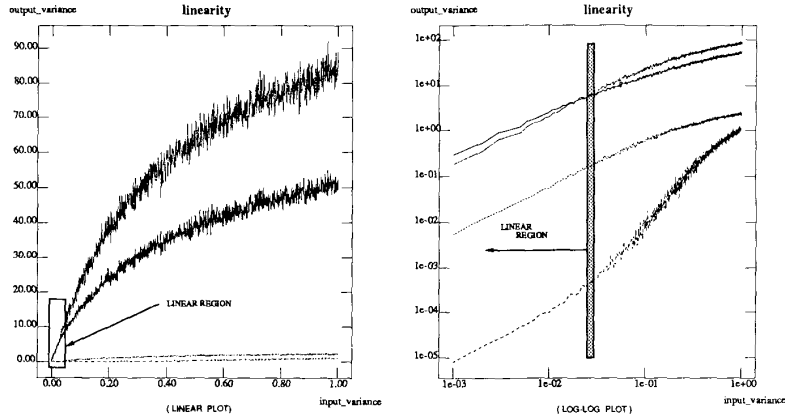 output_variance
linearity
90.00
80.00
70.00
60.00
50.00
40.00
30.00
20.00
10.00
0.00
LINEAR REGION
0.00 0.20 0.40 0.60 0.80 1.00
input_variance
( LINEAR PLOT)
output_variance
linearity
1e+02
1e+01
1e+00
1e-01
1e-02
1e-03
1e-04
1e-05
LINEAR
REGION
1e-03 1e-02 1e-01 1e+00
input_variance
( LOG-LOG PLOT )